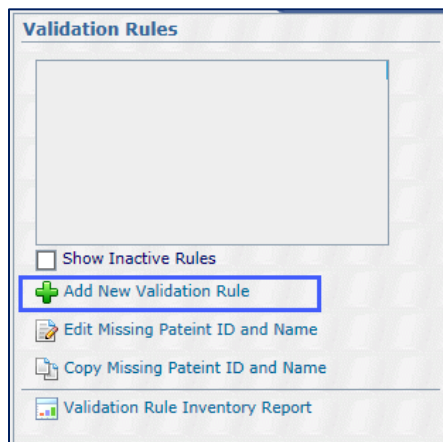 Validation Rules
Show Inactive Rules
Add New Validation Rule
Edit Missing Pateint ID and Name
Copy Missing Pateint ID and Name
Validation Rule Inventory Report